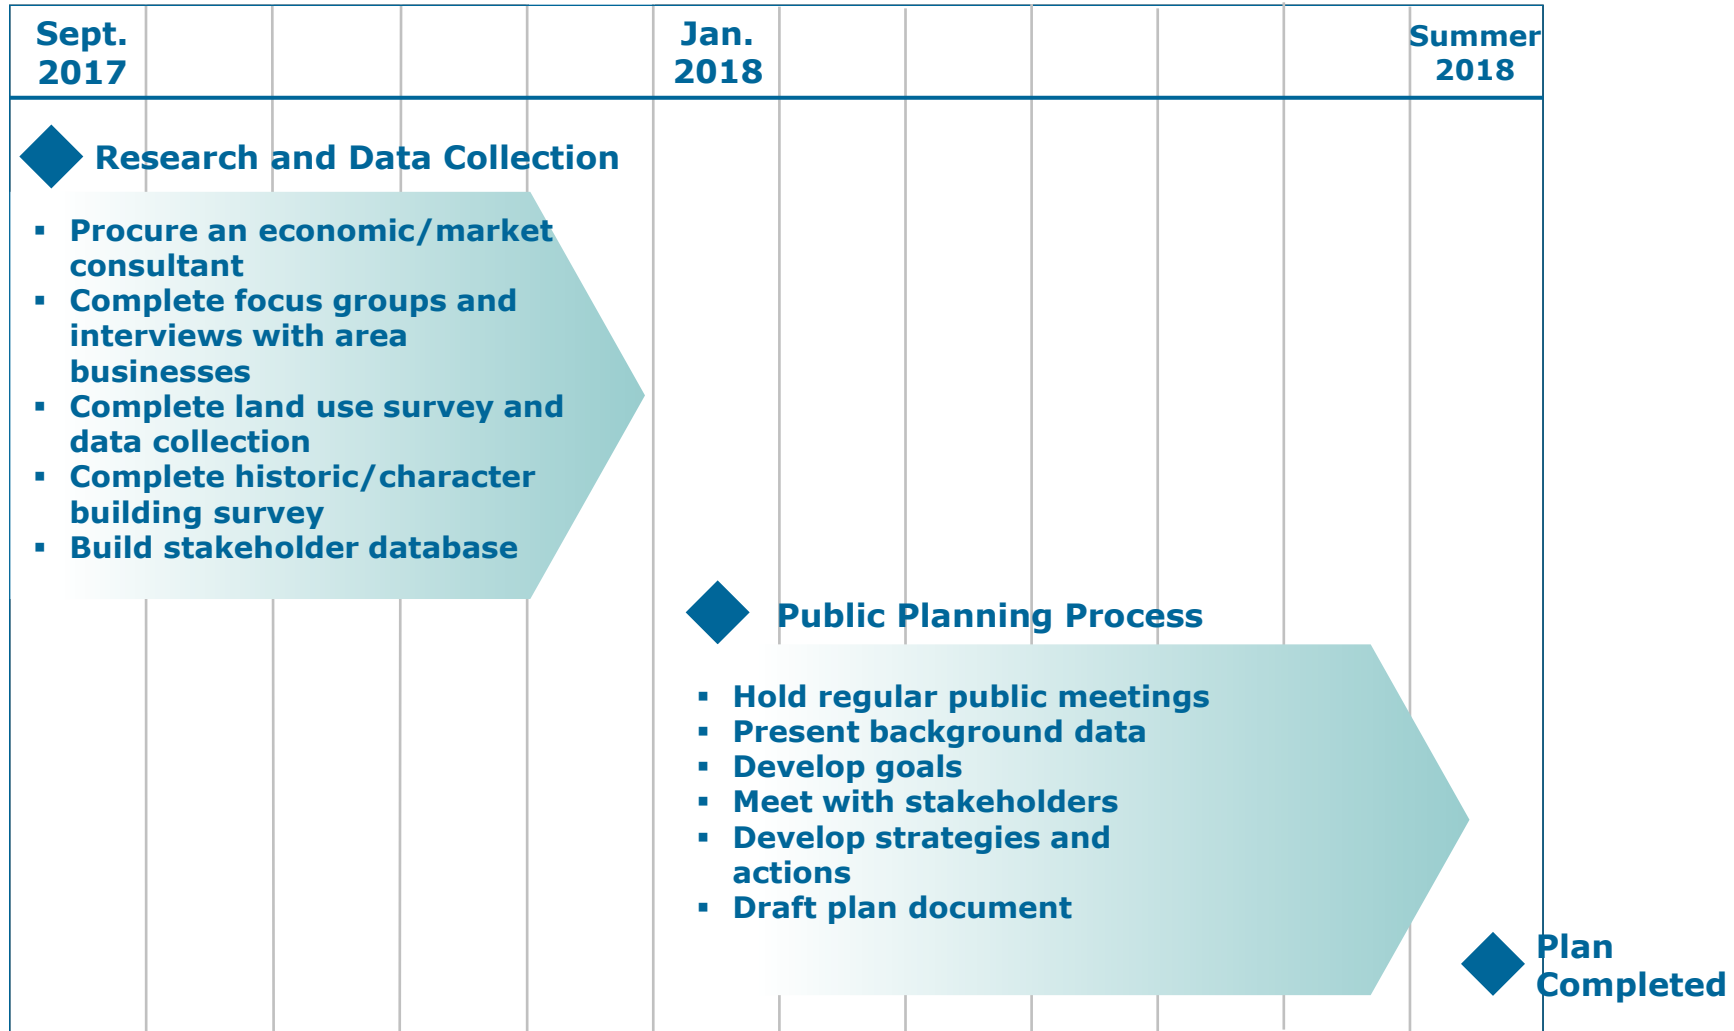 Sept.
2017
Jan.
2018
Summer
2018
Research and Data Collection
▪ Procure an economic/market
consultant
▪ Complete focus groups and
interviews with area
businesses
▪ Complete land use survey and
data collection
▪ Complete historic/character
building survey
▪ Build stakeholder database
Public Planning Process
▪ Hold regular public meetings
▪ Present background data
▪ Develop goals
▪ Meet with stakeholders
▪ Develop strategies and
actions
▪ Draft plan document
Plan
Completed